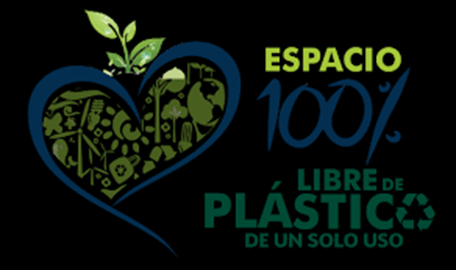 ESPACIO
100%
LIBRE DE
PLÁSTICO
DE UN SOLO USO